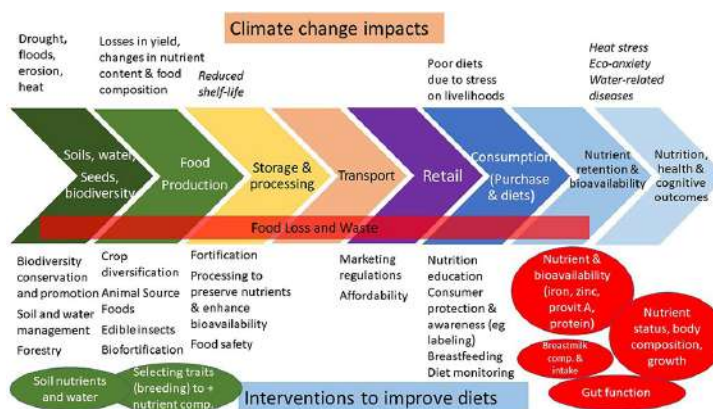 Climate change impacts
Drought,
floods,
erosion,
heat
Losses in yield,
changes in nutrient
content & food
composition
Reduced
shelf-life
Poor diets
due to stress
on livelihoods
Heat stress
Eco-anxiety
Water-related
diseases
Soils, water,
Seeds,
biodiversity
Food
Production
Storage &
processing
Transport
Retail
Consumption
(Purchase
& diets)
Nutrient
retention &
bioavailability
Nutrition,
health &
cognitive
outcomes
Food Loss and Waste
Biodiversity
conservation
and promotion
Soil and water
management
Forestry
Crop
diversification
Animal Source
Foods
Edible insects
Biofortification
Fortification
Processing to
preserve nutrients
& enhance
bioavailability
Food safety
Marketing
regulations
Affordability
Nutrition
education
Consumer
protection &
awareness (eg
labeling)
Breastfeeding
Diet monitoring
Nutrient &
bioavailability
(iron, zinc,
provit A,
protein)
Nutrient
status, body
composition,
growth
Breastmilk
comp. &
intake
Gut function
Soil nutrients
and water
Selecting traits
(breeding) to +
nutrient comp.
Interventions to improve diets